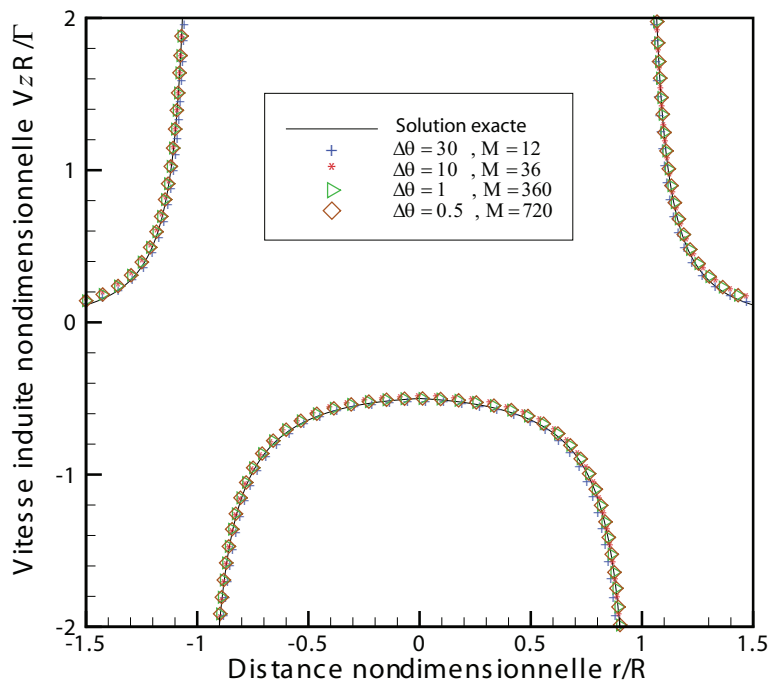 Vitesse induite nondimensionnelle VzR/Γ
2
1
0
-1
-2
Solution exacte
Δθ = 30 , M = 12
Δθ = 10 , M = 36
Δθ = 1 , M = 360
Δθ = 0.5 , M = 720
-1.5 -1 -0.5 0 0.5 1 1.5
Distance nondimensionnelle r/R